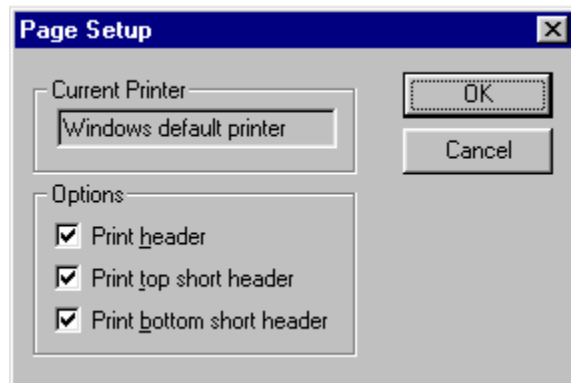 Page Setup
Current Printer
Windows default printer
OK
Cancel
Options
Print header
Print top short header
Print bottom short header